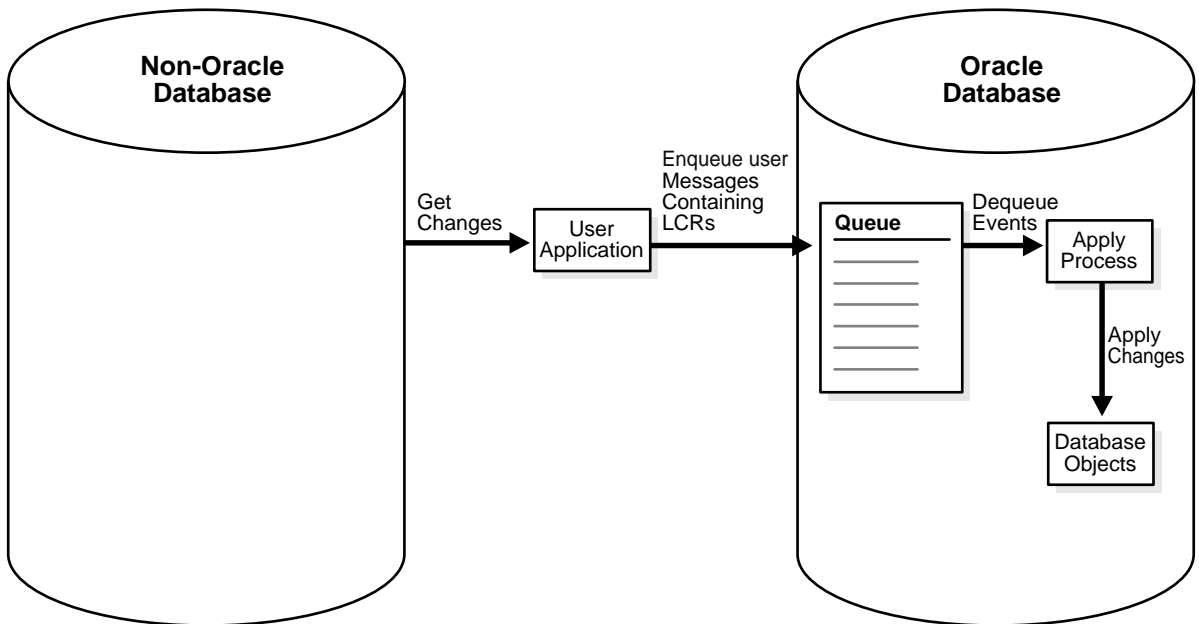 Non-Oracle
Database
Oracle
Database
Get
Changes
User
Application
Enqueue user
Messages
Containing
LCRs
Queue
Dequeue
Events
Apply
Process
Apply
Changes
Database
Objects